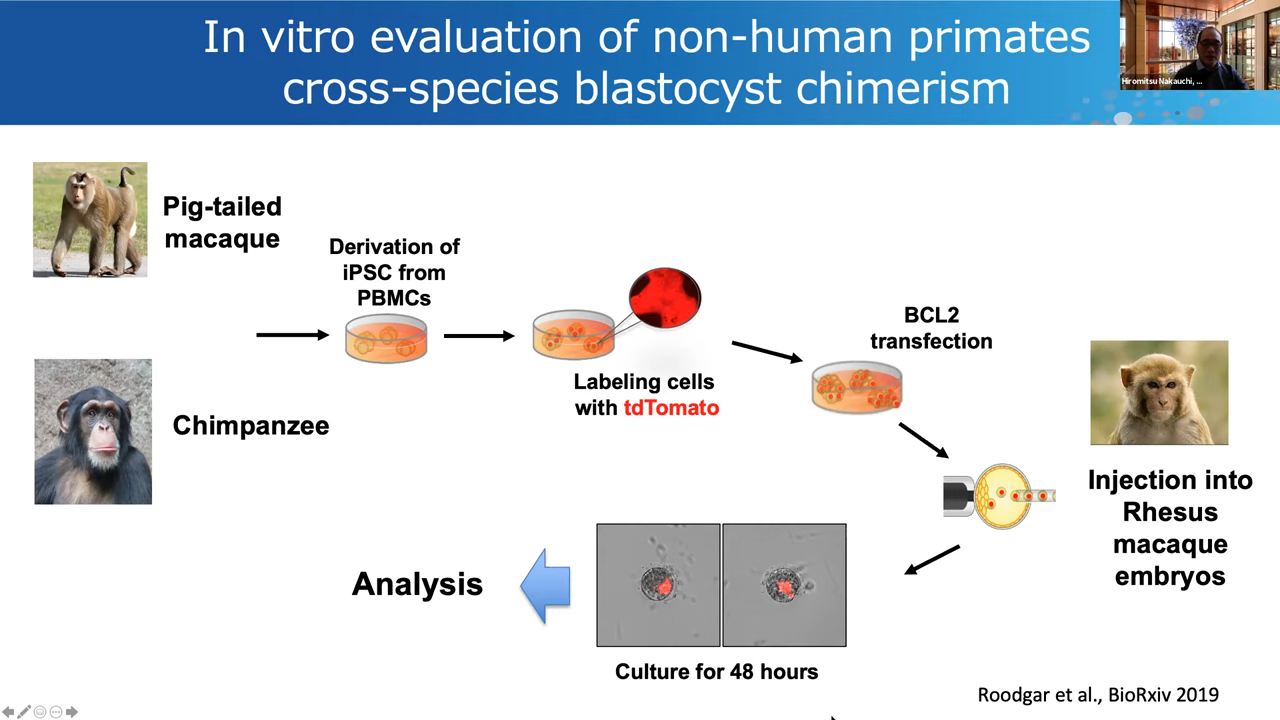 In vitro evaluation of non-human primates
cross-species blastocyst chimerism
Hiromitsu Nakauchi, ...
Pig-tailed
macaque
Derivation of
iPSC from
PBMCs
Labeling cells
with tdTomato
BCL2
transfection
Chimpanzee
Injection into
Rhesus
macaque
embryos
Analysis
Culture for 48 hours
Roodgar et al., BioRxiv 2019